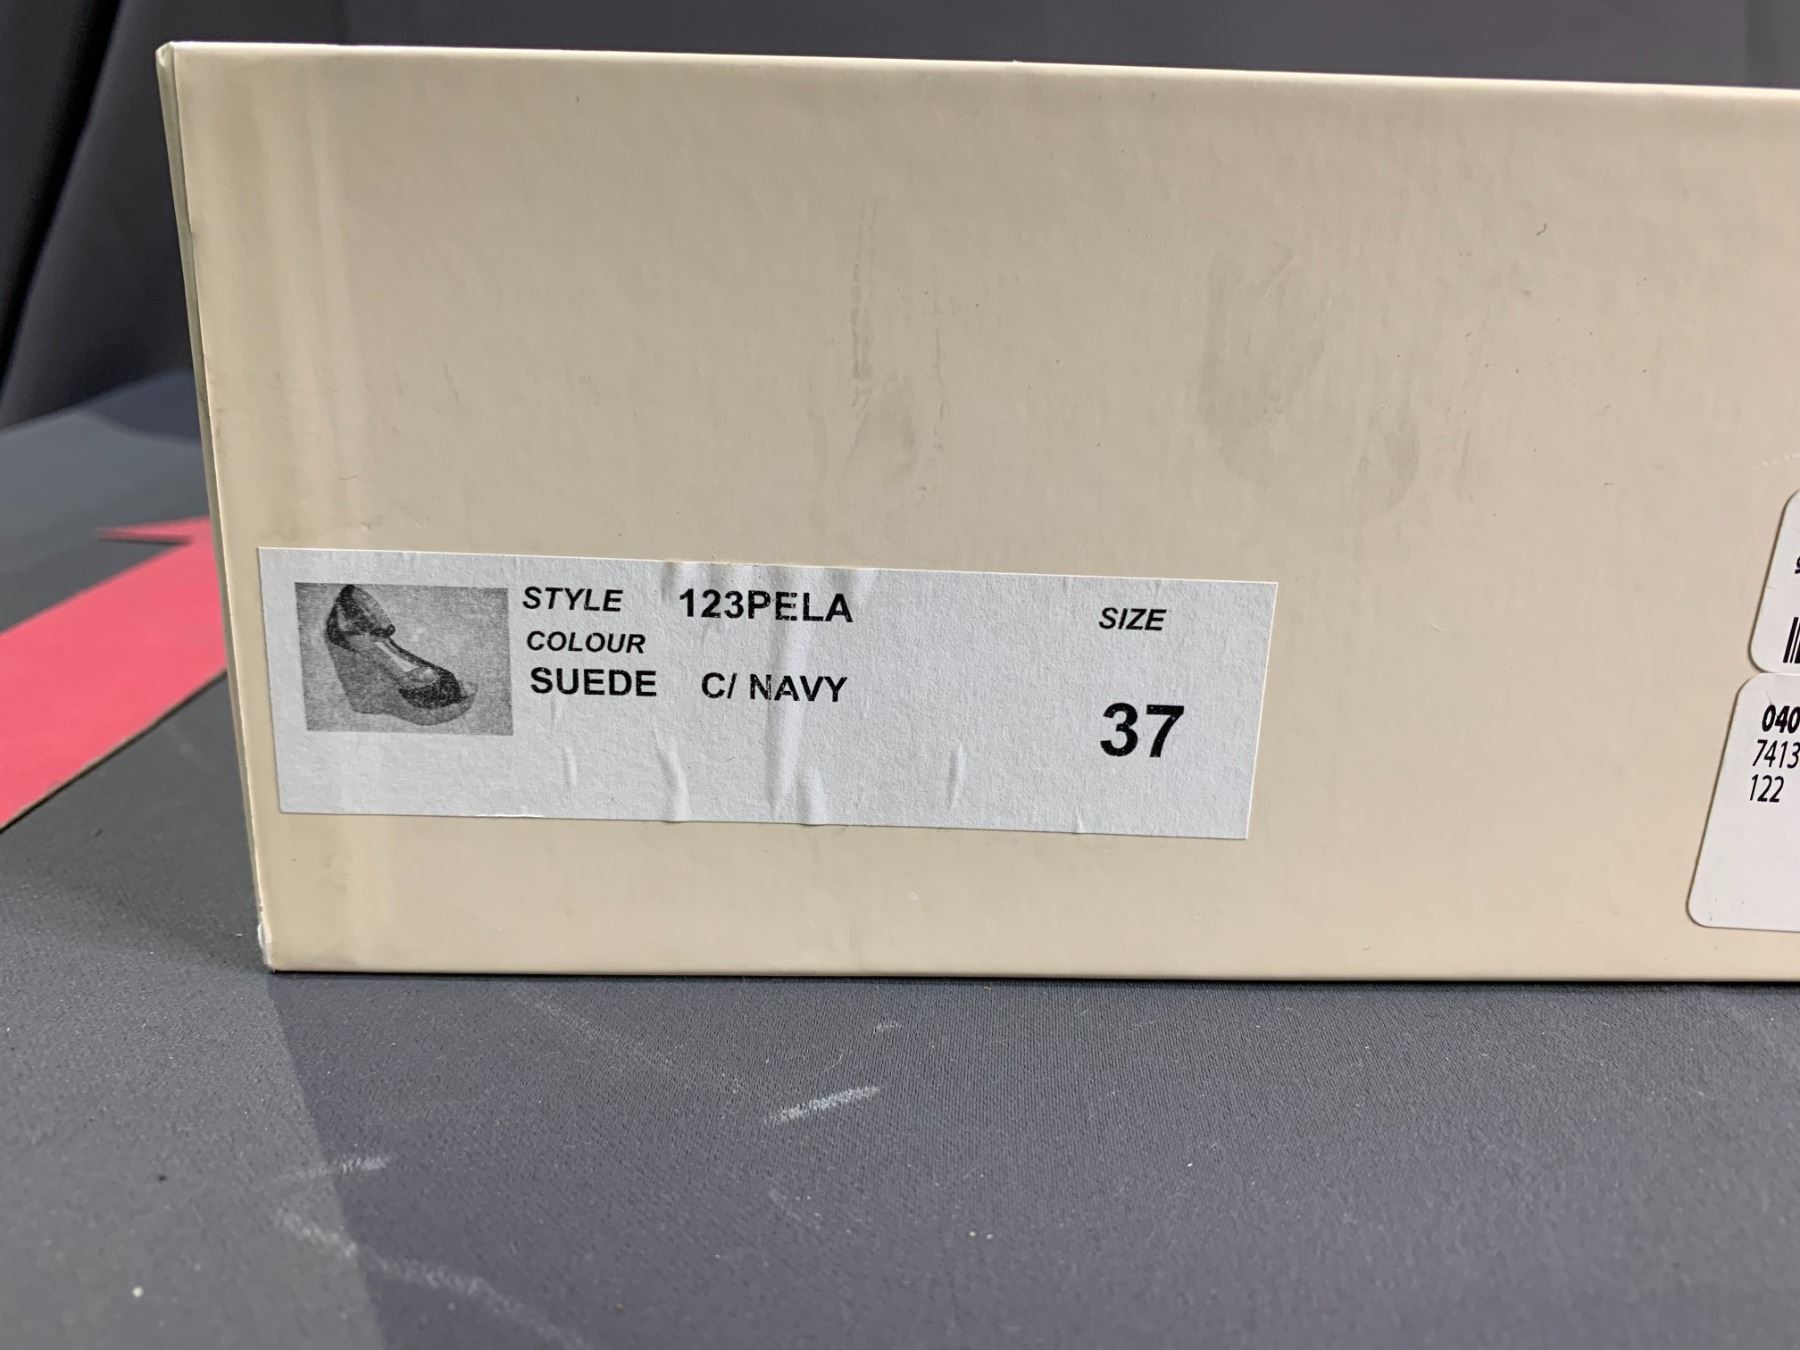 STYLE 123PELA
COLOUR
SUEDE C/ NAVY
SIZE
37
040
7413
122